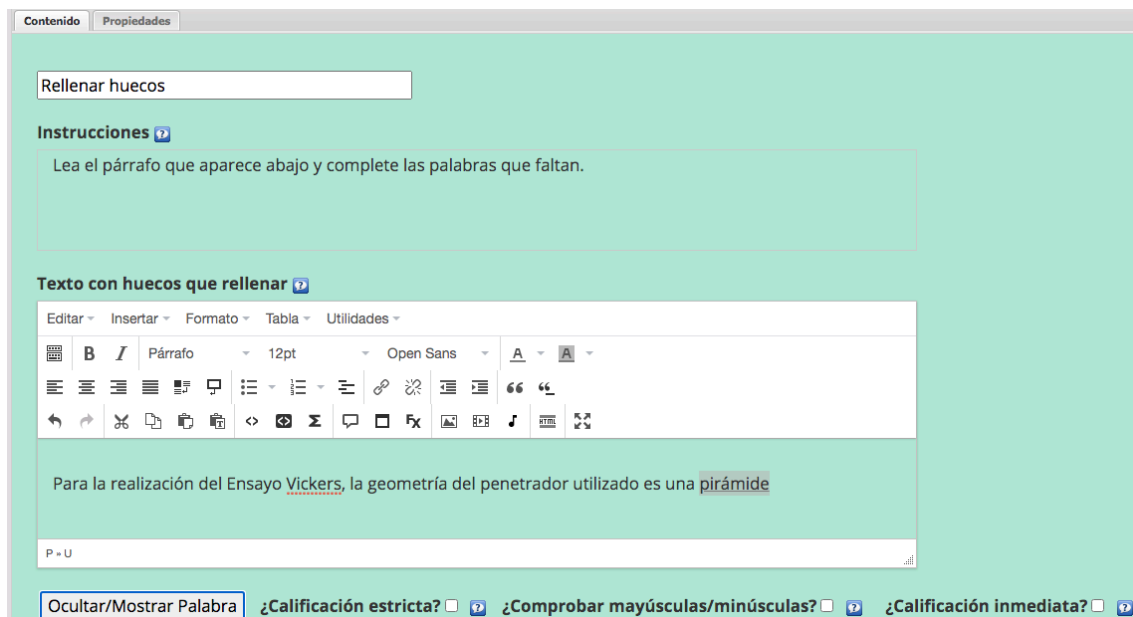 Contenido Propiedades
Rellenar huecos
Instrucciones ?
Lea el párrafo que aparece abajo y complete las palabras que faltan.
Texto con huecos que rellenar ?
Editar Insertar Formato Tabla Utilidades
B I Párrafo 12pt Open Sans A A
Σ Fx HTML
Para la realización del Ensayo Vickers, la geometría del penetrador utilizado es una pirámide
P » U
Ocultar/Mostrar Palabra ¿Calificación estricta? ? ¿Comprobar mayúsculas/minúsculas? ? ¿Calificación inmediata? ?